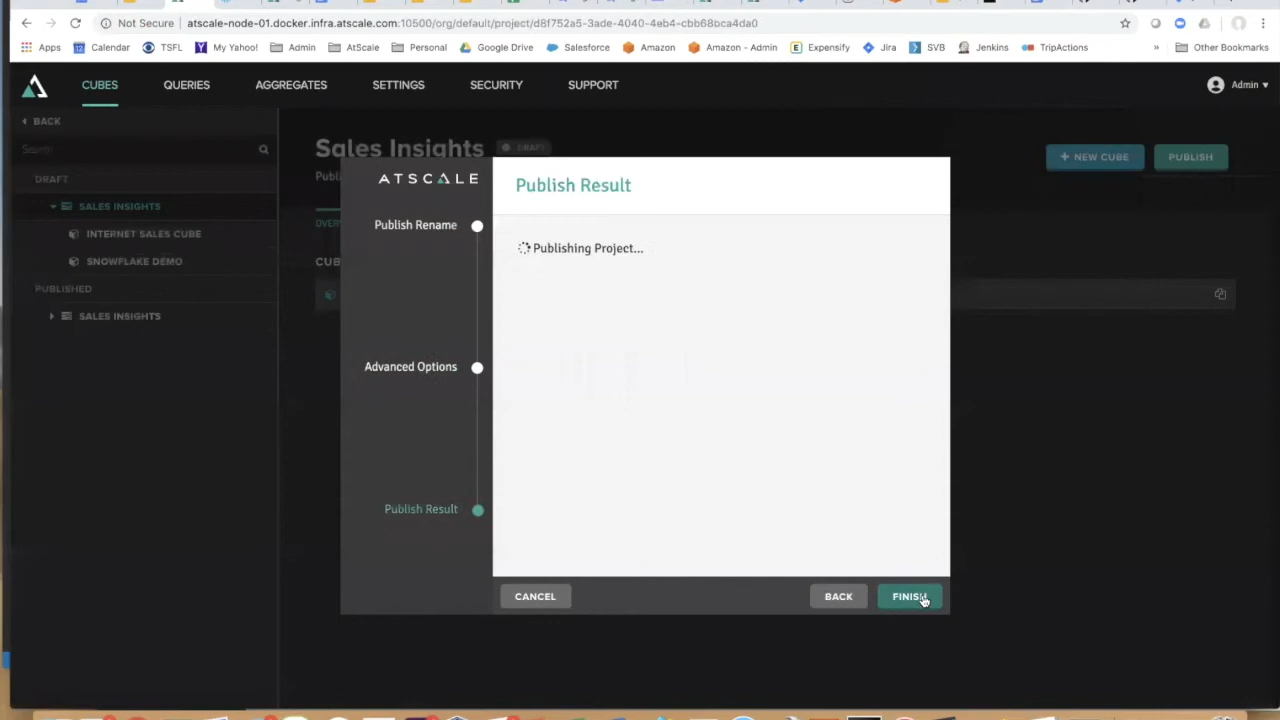 Not Secure
atscale-node-01.docker.infra.atscale.com:10500/org/default/project/d8f752a5-3ade-4040-4eb4-cbb68bca4da0
Apps Calendar TSFL My Yahoo! Admin AtScale Personal Google Drive Salesforce Amazon Amazon - Admin Expensify Jira SVB Jenkins TripActions » Other Bookmarks
CUBES QUERIES AGGREGATES SETTINGS SECURITY SUPPORT Admin
BACK
Search
DRAFT
SALES INSIGHTS
INTERNET SALES CUBE
SNOWFLAKE DEMO
PUBLISHED
SALES INSIGHTS
Sales Insights DRAFT
+ NEW CUBE PUBLISH
ATSCALE
Publish Rename
Advanced Options
Publish Result
Publish Result
Publishing Project...
CANCEL BACK FINISH